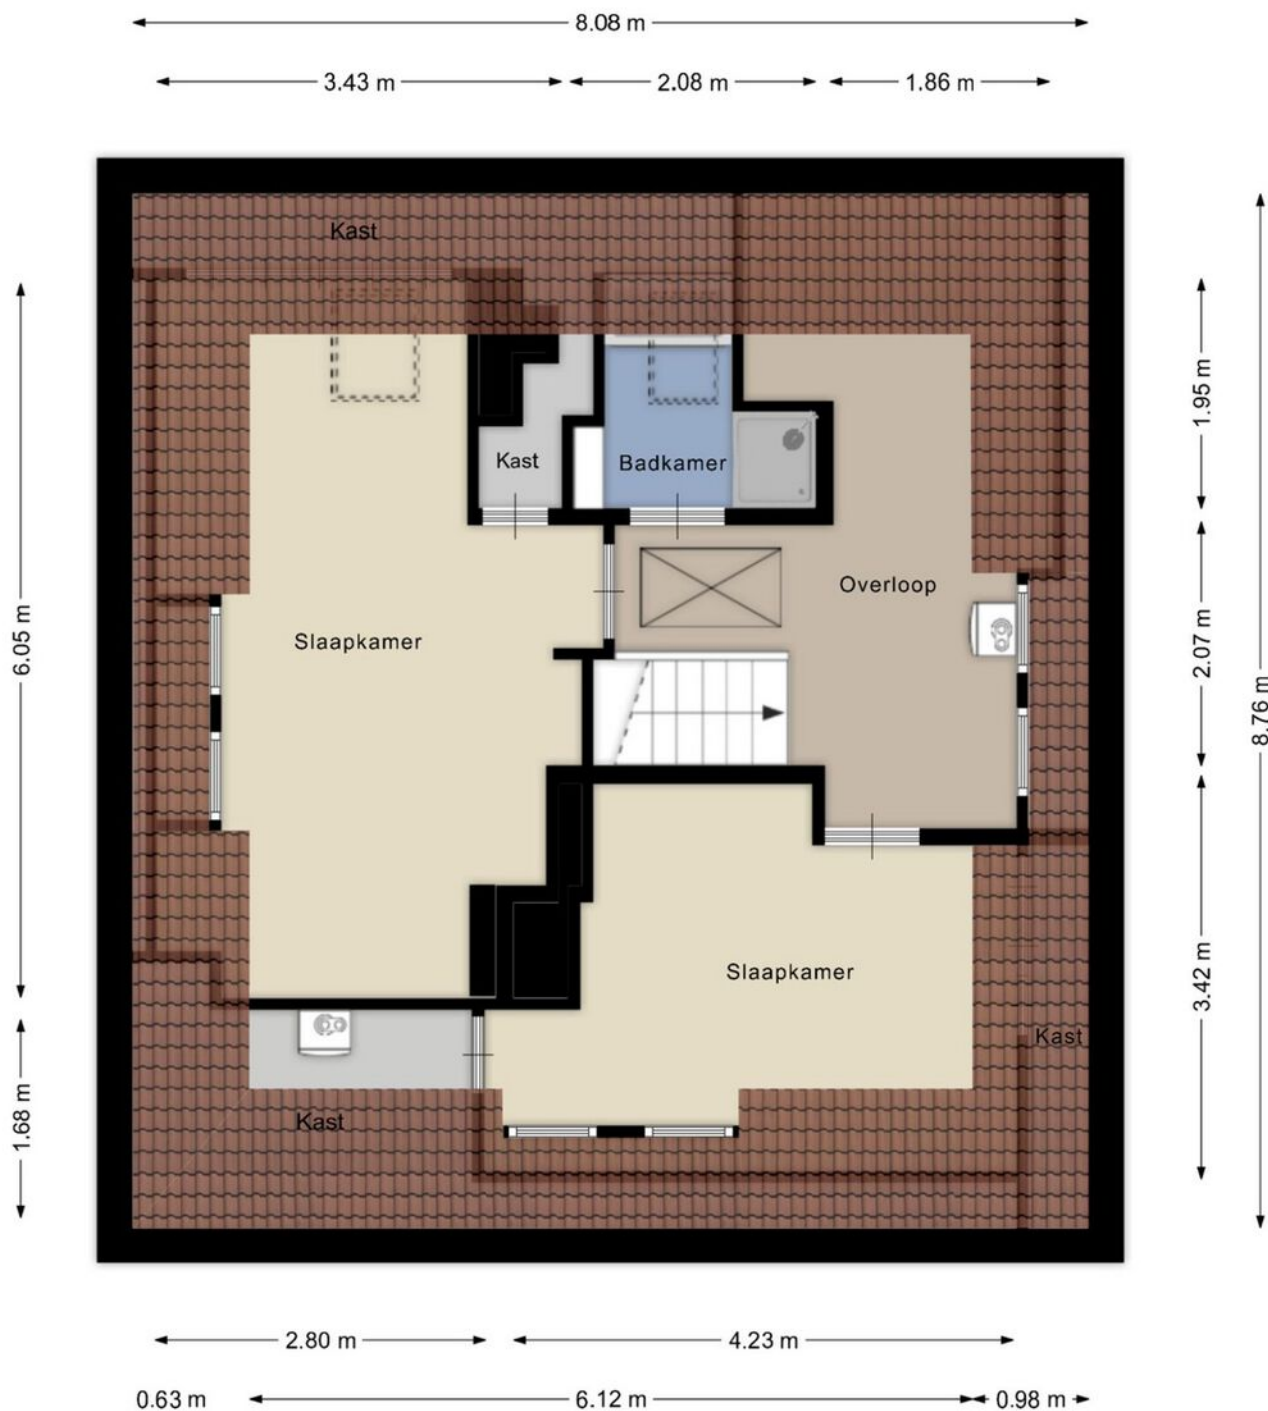 8.08 m
3.43 m
2.08 m
1.86 m
Kast
1.95 m
Kast
Badkamer
Overloop
6.05 m
Slaapkamer
2.07 m
8.76 m
Slaapkamer
3.42 m
Kast
1.68 m
Kast
2.80 m
4.23 m
0.63 m
6.12 m
0.98 m